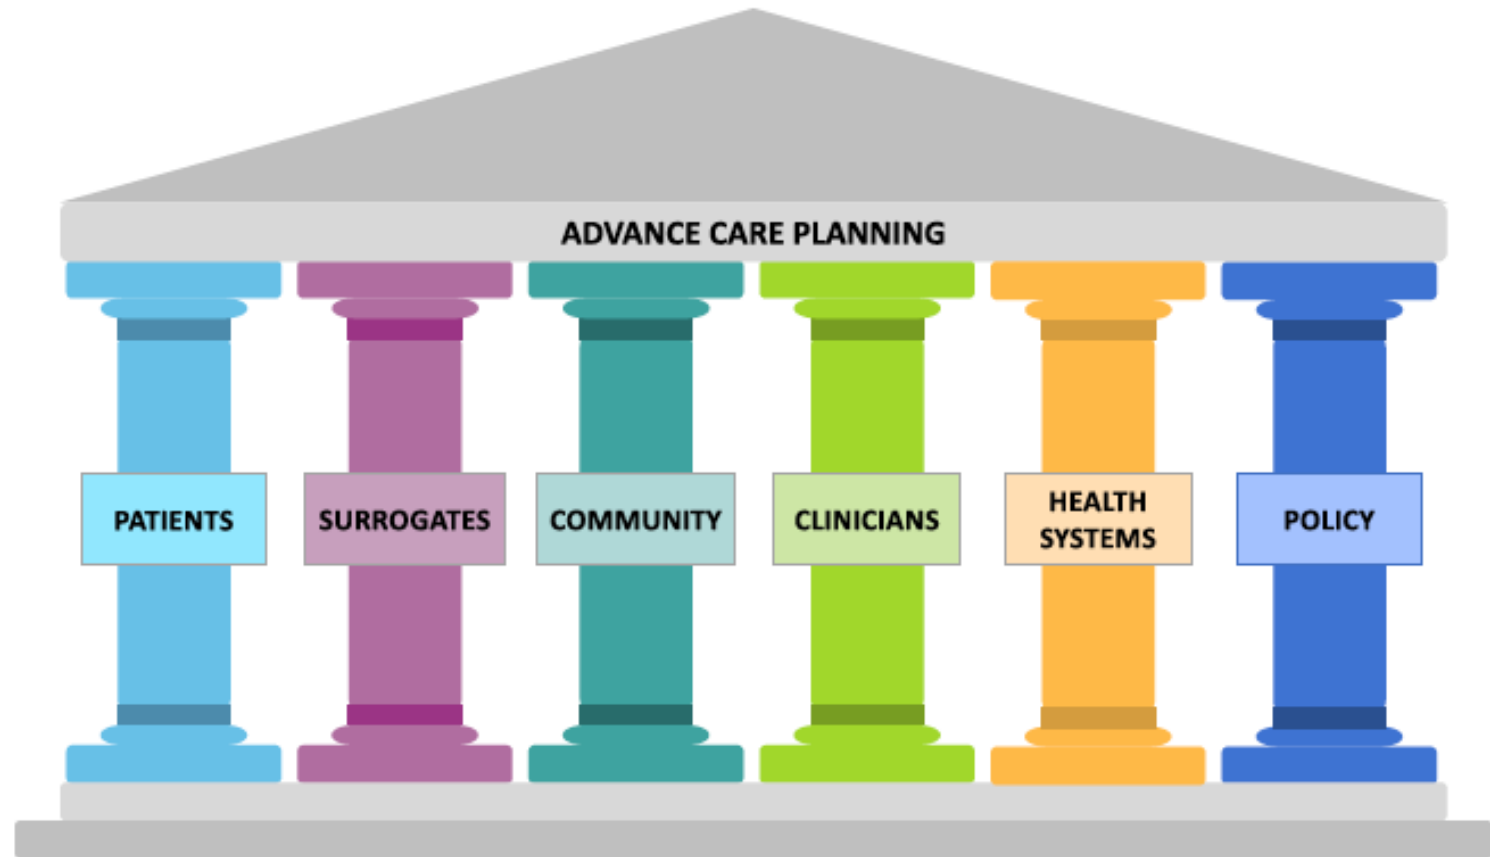 ADVANCE CARE PLANNING
PATIENTS
SURROGATES
COMMUNITY
CLINICIANS
HEALTH
SYSTEMS
POLICY